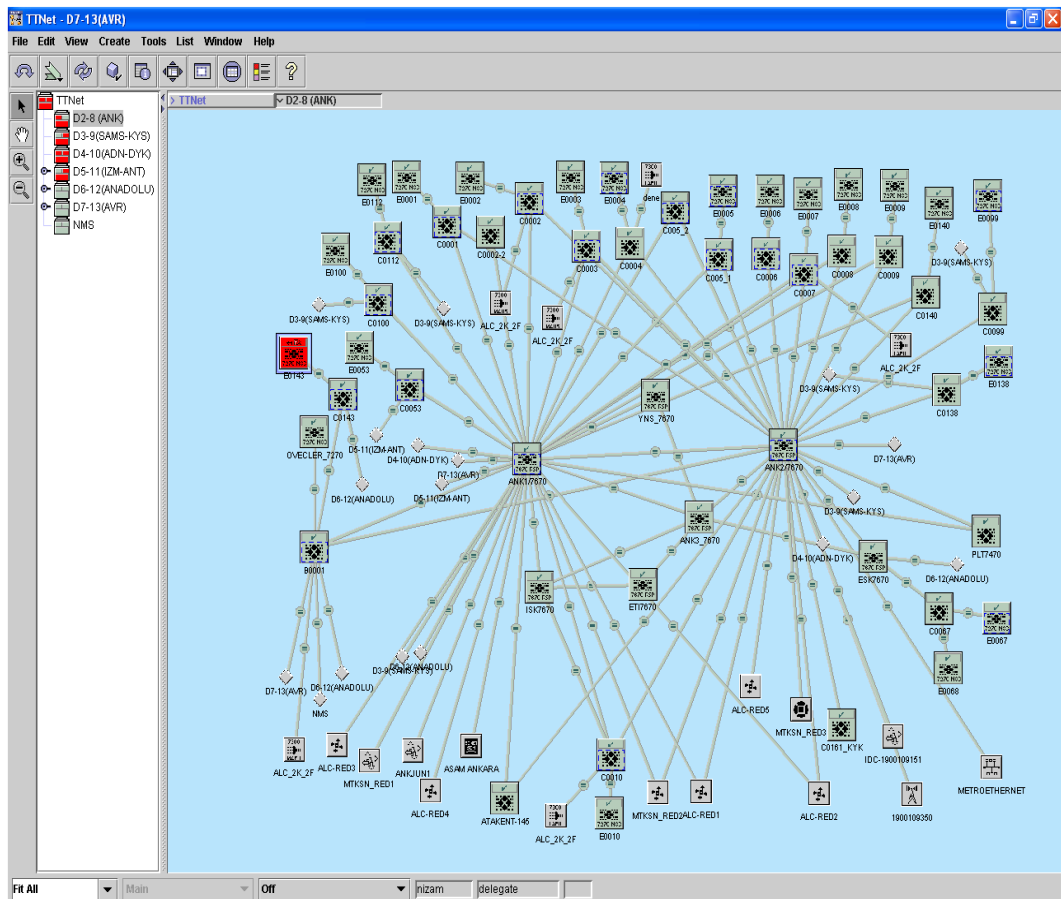 TTNet - D7-13(AVR)
File Edit View Create Tools List Window Help
TTNet
D2-8 (ANK)
D3-9(SAMS-KYS)
D4-10(ADN-DYK)
D5-11(IZM-ANT)
D6-12(ANADOLU)
D7-13(AVR)
NMS
> TTNet
D2-8 (ANK)
E0112
E0001
E0002
C0002
E0003
E0004
dene
C005_2
E0005
E0006
E0007
E0008
E0009
E0140
E0099
E0100
C0112
C0001
C0002-2
C0003
C0004
C005_1
C0006
C0007
C0008
C0009
D3-9(SAMS-KYS)
D3-9(SAMS-KYS)
C0100
D3-9(SAMS-KYS)
ALC_2K_2F
ALC_2K_2F
C0140
C0099
E0143
E0053
C0143
C0053
YNS_7670
D3-9(SAMS-KYS)
ALC_2K_2F
E0138
C0138
OVECLER_7270
D5-11(IZM-ANT)
D4-10(ADN-DYK)
D7-13(AVR)
D5-11(IZM-ANT)
D6-12(ANADOLU)
ANK1/7670
ANK2/7670
D7-13(AVR)
D3-9(SAMS-KYS)
B0001
ANK3_7670
D4-10(ADN-DYK)
ESK7670
PLT7470
D6-12(ANADOLU)
ISK7670
ETI7670
C0067
E0067
E0068
D6-12(ANADOLU)
D3-9(SAMS-KYS)
D7-13(AVR)
D6-12(ANADOLU)
NMS
ALC-RED5
MTKSN_RED3
C0161_KYK
IDC-1900109151
METROETHERNET
ALC_2K_2F
ALC-RED3
MTKSN_RED1
ANKJUN1
ASAM ANKARA
ALC-RED4
ATAKENT-145
C0010
ALC_2K_2F
E0010
MTKSN_RED2
ALC-RED1
ALC-RED2
1900109350
Fit All
Main
Off
nizam
delegate